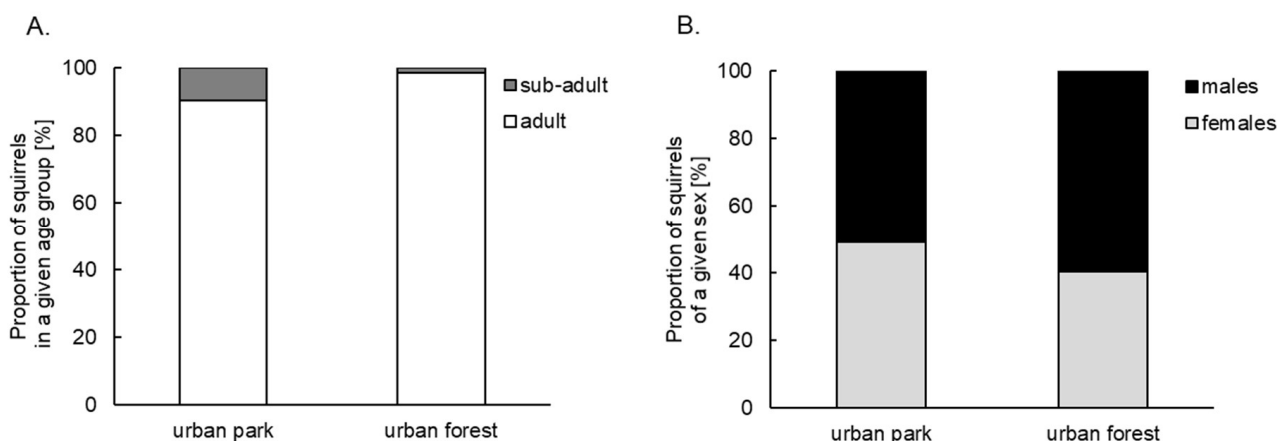 A.
Proportion of squirrels
in a given age group [%]
100
80
60
40
20
0
urban park
urban forest
sub-adult
adult
B.
Proportion of squirrels
of a given sex [%]
100
80
60
40
20
0
urban park
urban forest
males
females